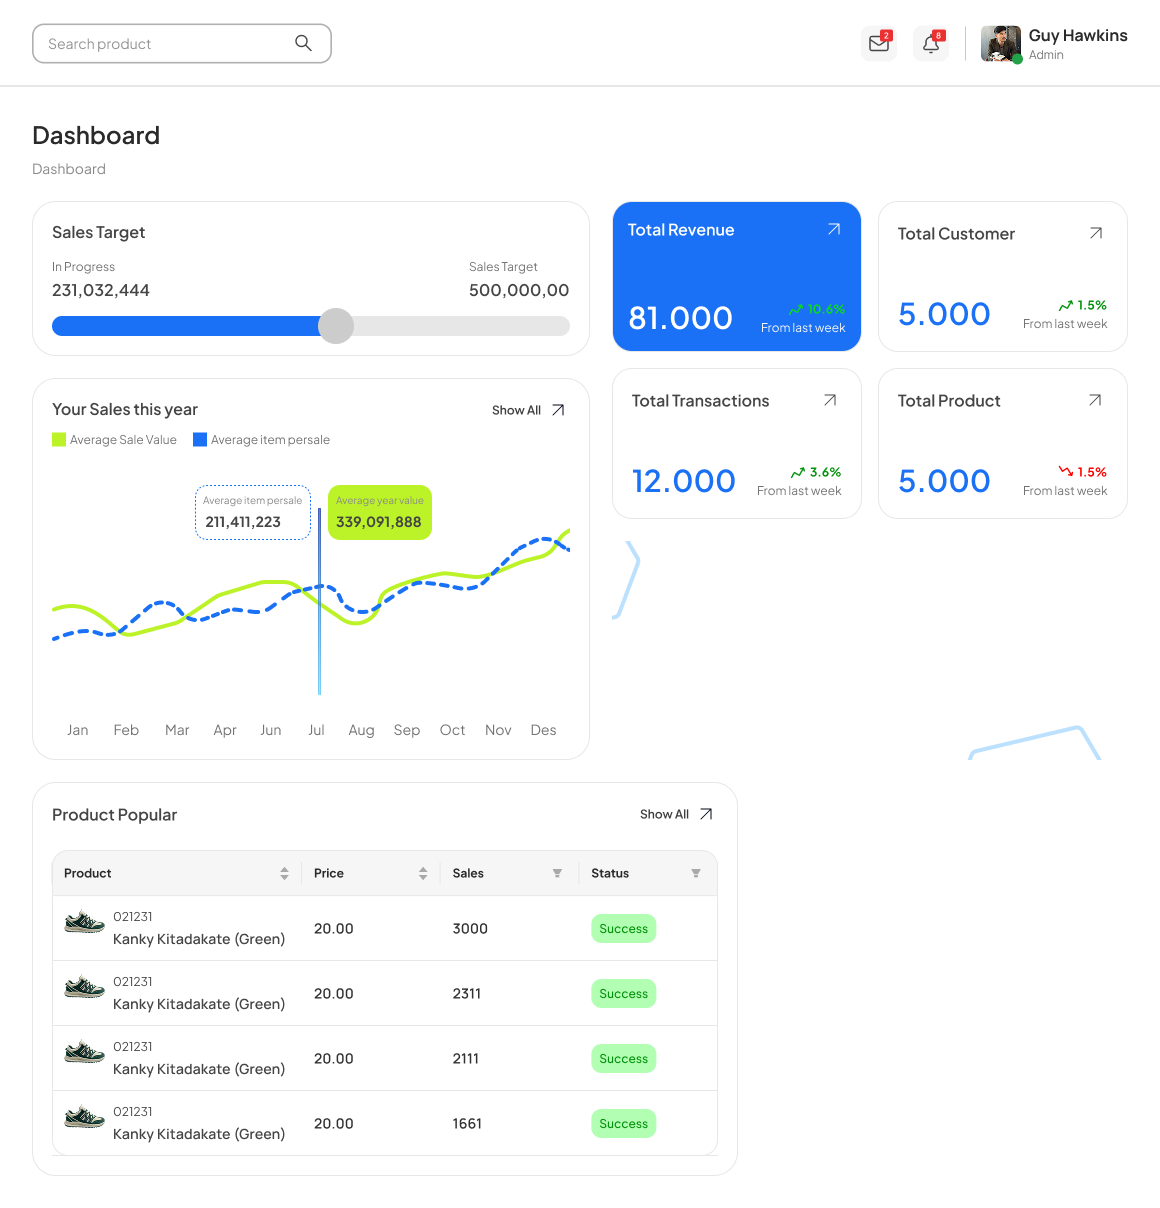 Search product
2
8
Guy Hawkins
Admin
Dashboard
Dashboard
Sales Target
In Progress
231,032,444
Sales Target
500,000,00
Total Revenue
81.000
10.6%
From last week
Total Customer
5.000
1.5%
From last week
Total Transactions
12.000
3.6%
From last week
Total Product
5.000
1.5%
From last week
Your Sales this year
Show All
Average Sale Value
Average item persale
Average item persale
211,411,223
Average year value
339,091,888
Jan Feb Mar Apr Jun Jul Aug Sep Oct Nov Des
Product Popular
Show All
Product Price Sales Status
021231
Kanky Kitadakate (Green) 20.00 3000 Success
021231
Kanky Kitadakate (Green) 20.00 2311 Success
021231
Kanky Kitadakate (Green) 20.00 2111 Success
021231
Kanky Kitadakate (Green) 20.00 1661 Success